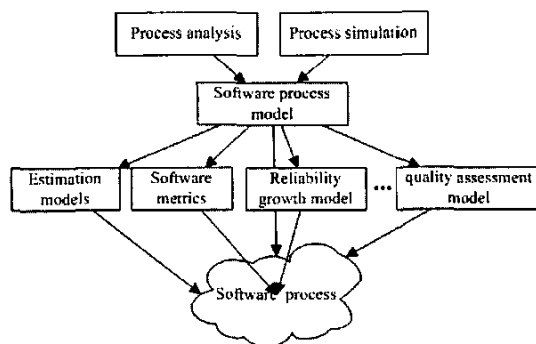 Process analysis
Process simulation
Software process
model
Estimation
models
Software
metrics
Reliability
growth model
...
quality assessment
model
Software process